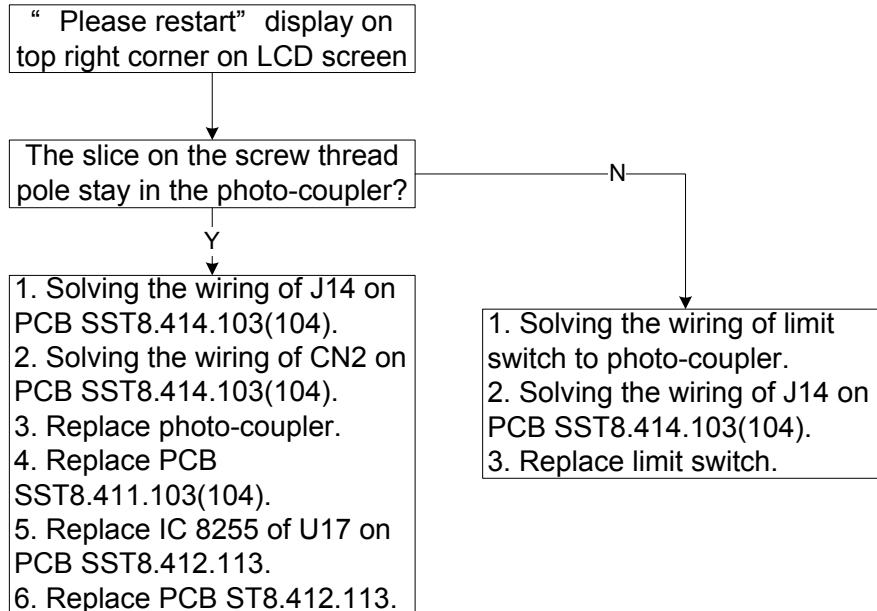 “ Please restart” display on
top right corner on LCD screen
The slice on the screw thread
pole stay in the photo-coupler?
N
Y
1. Solving the wiring of J14 on
PCB SST8.414.103(104).
2. Solving the wiring of CN2 on
PCB SST8.414.103(104).
3. Replace photo-coupler.
4. Replace PCB
SST8.411.103(104).
5. Replace IC 8255 of U17 on
PCB SST8.412.113.
6. Replace PCB ST8.412.113.
1. Solving the wiring of limit
switch to photo-coupler.
2. Solving the wiring of J14 on
PCB SST8.414.103(104).
3. Replace limit switch.